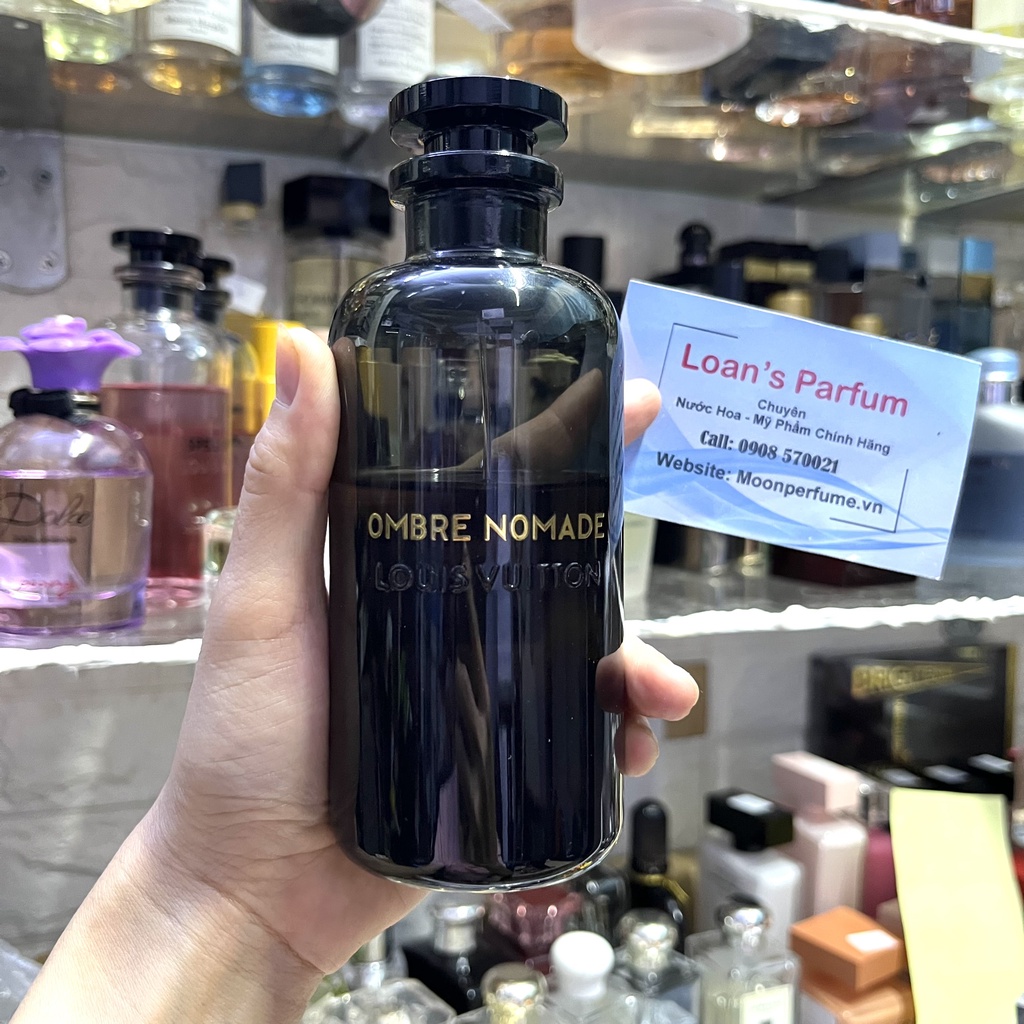 OMBRE NOMADE
LOUIS VUITTON
Loan's Parfum
Chuyên
Nước Hoa - Mỹ Phẩm Chính Hãng
Call: 0908 570021
Website: Moonperfume.vn
Dolce